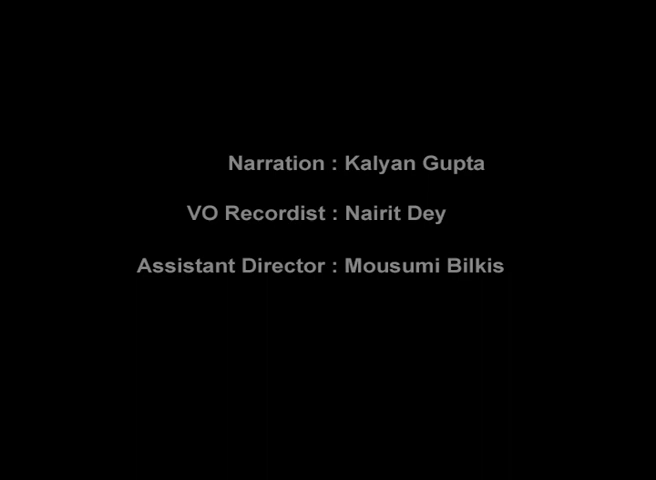 Narration : Kalyan Gupta
VO Recordist : Nairit Dey
Assistant Director : Mousumi Bilkis